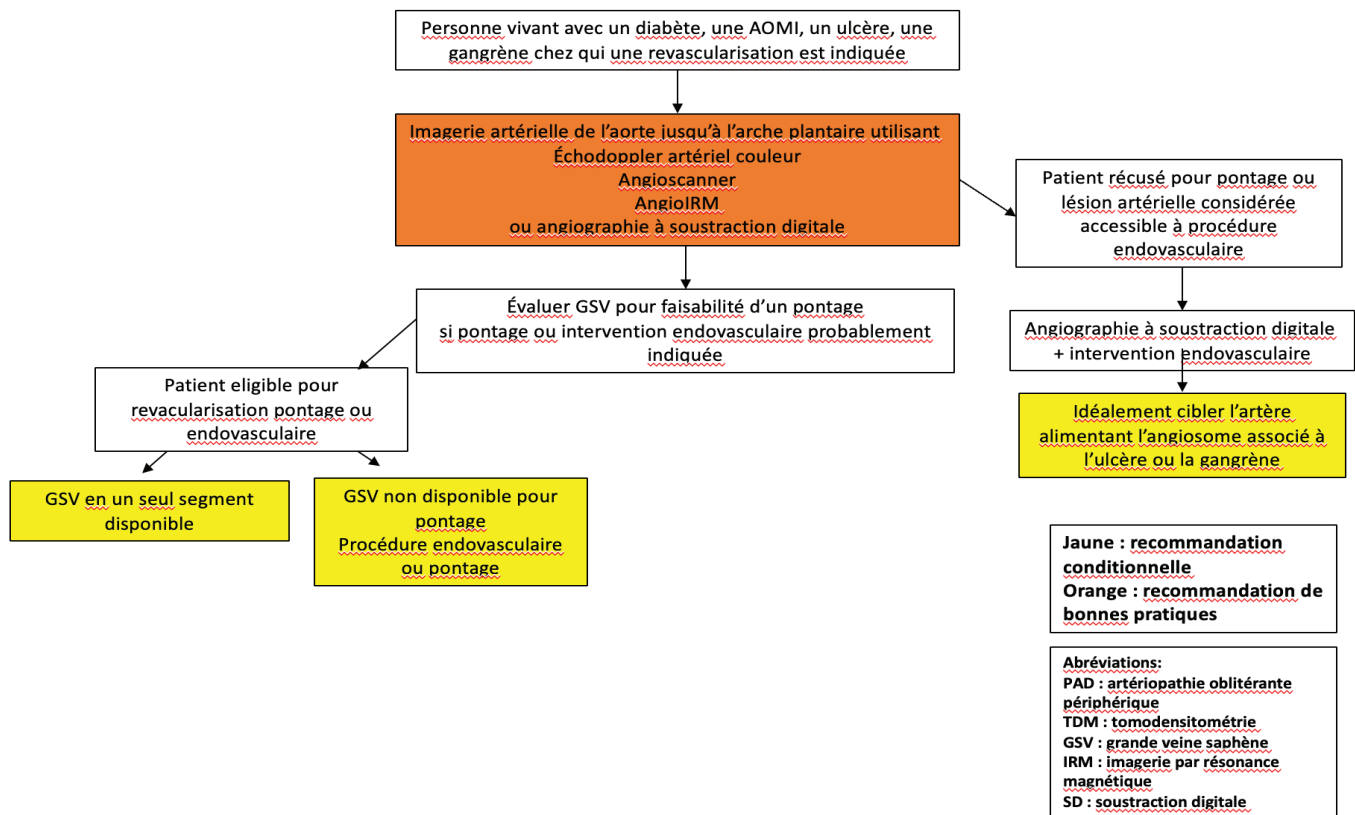 Personne vivant avec un diabète, une AOMI, un ulcère, une
gangrène chez qui une revascularisation est indiquée
Imagerie artérielle de l'aorte jusqu'à l'arche plantaire utilisant
Échodoppler artériel couleur
Angioscanner
AngioIRM
ou angiographie à soustraction digitale
Patient récusé pour pontage ou
lésion artérielle considérée
accessible à procédure
endovasculaire
Évaluer GSV pour faisabilité d'un pontage
si pontage ou intervention endovasculaire probablement
indiquée
Angiographie à soustraction digitale
+ intervention endovasculaire
Patient eligible pour
revacularisation pontage ou
endovasculaire
Idéalement cibler l'artère
alimentant l'angiosome associé à
l'ulcère ou la gangrène
GSV en un seul segment
disponible
GSV non disponible pour
pontage
Procédure endovasculaire
ou pontage
Jaune : recommandation
conditionnelle
Orange : recommandation de
bonnes pratiques
Abréviations:
PAD : artériopathie oblitérante
périphérique
TDM : tomodensitométrie
GSV : grande veine saphène
IRM : imagerie par résonance
magnétique
SD : soustraction digitale